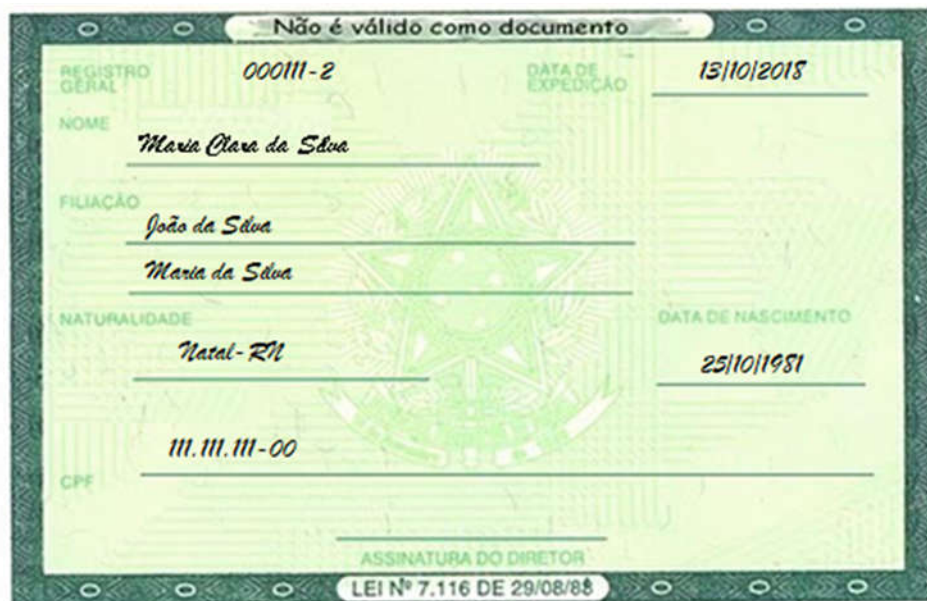 Não é válido como documento
REGISTRO GERAL 000111-2 DATA DE EXPEDIÇÃO 13/10/2018
NOME
Maria Clara da Silva
FILIAÇÃO
João da Silva
Maria da Silva
NATURALIDADE DATA DE NASCIMENTO
Natal-RN 25/10/1981
111.111.111-00
CPF
ASSINATURA DO DIRETOR
LEI Nº 7.116 DE 29/08/88